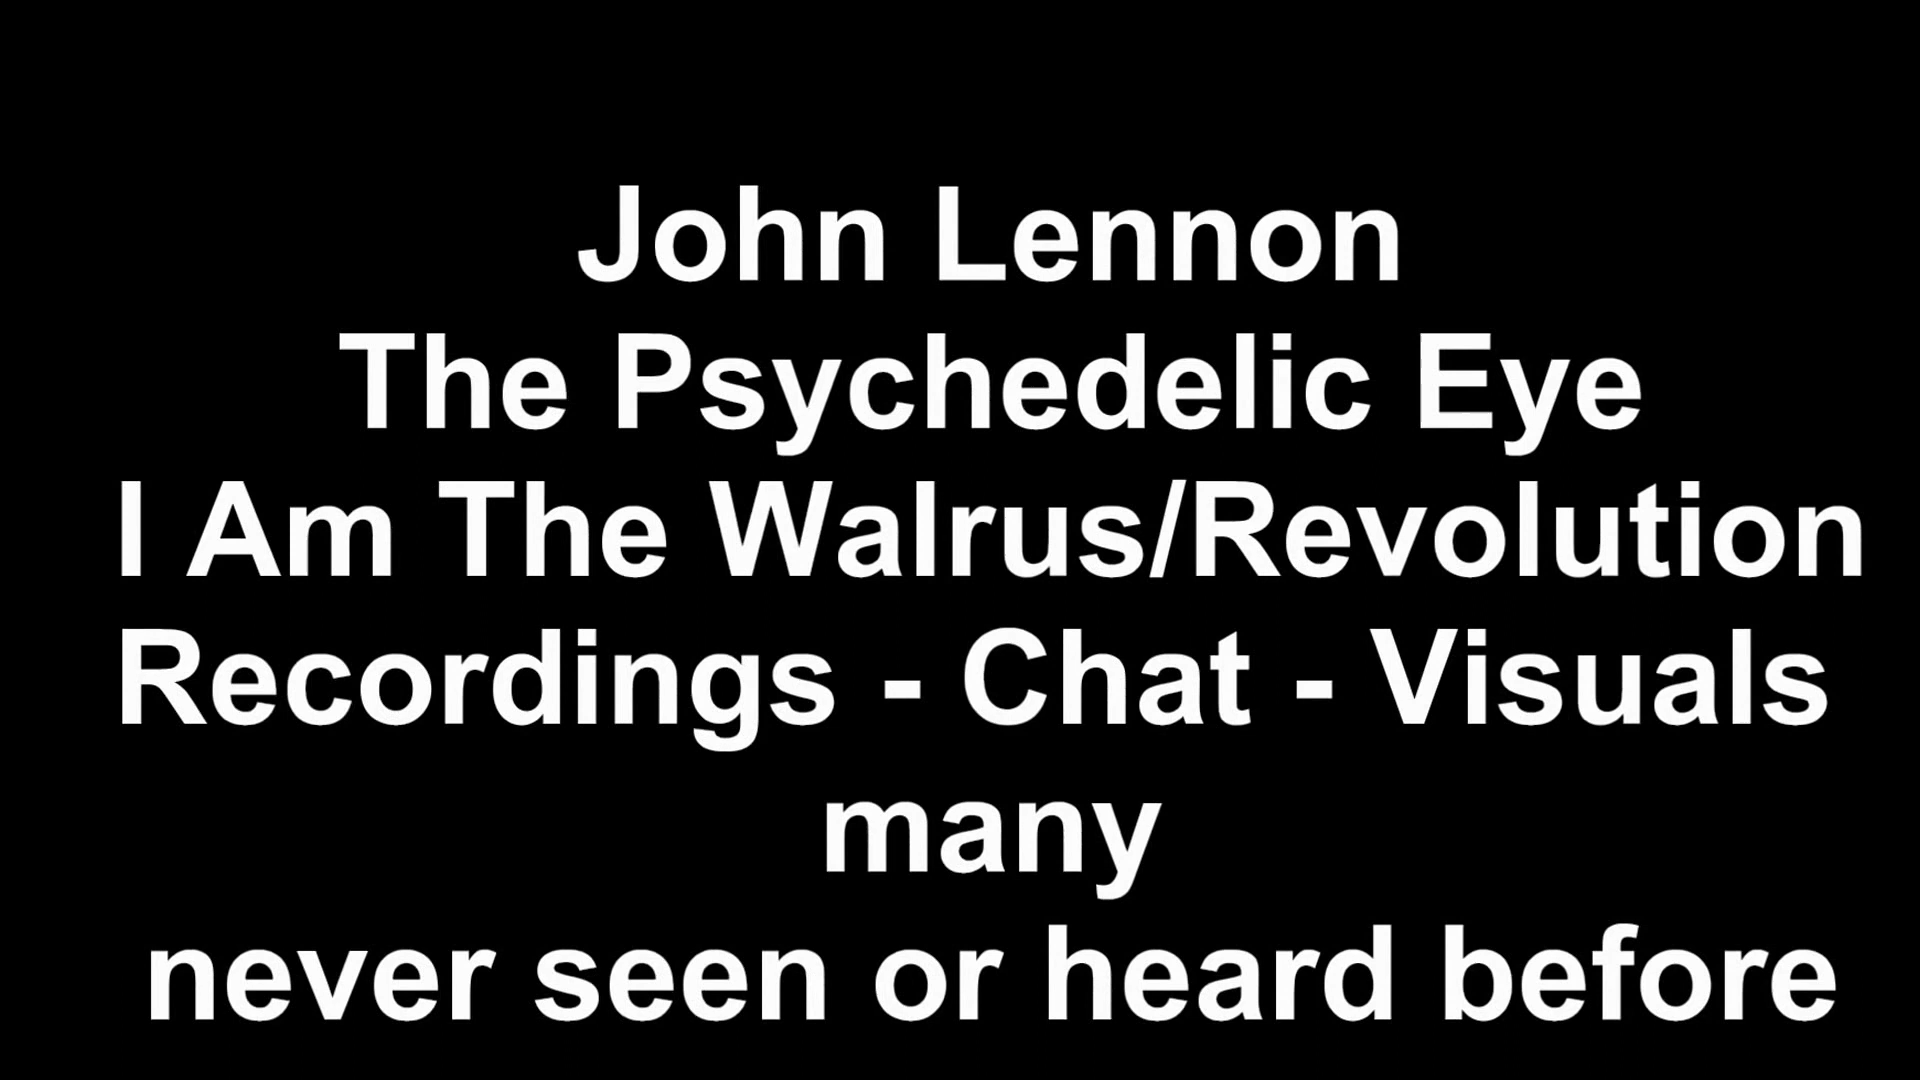 John Lennon
The Psychedelic Eye
I Am The Walrus/Revolution
Recordings - Chat - Visuals
many
never seen or heard before